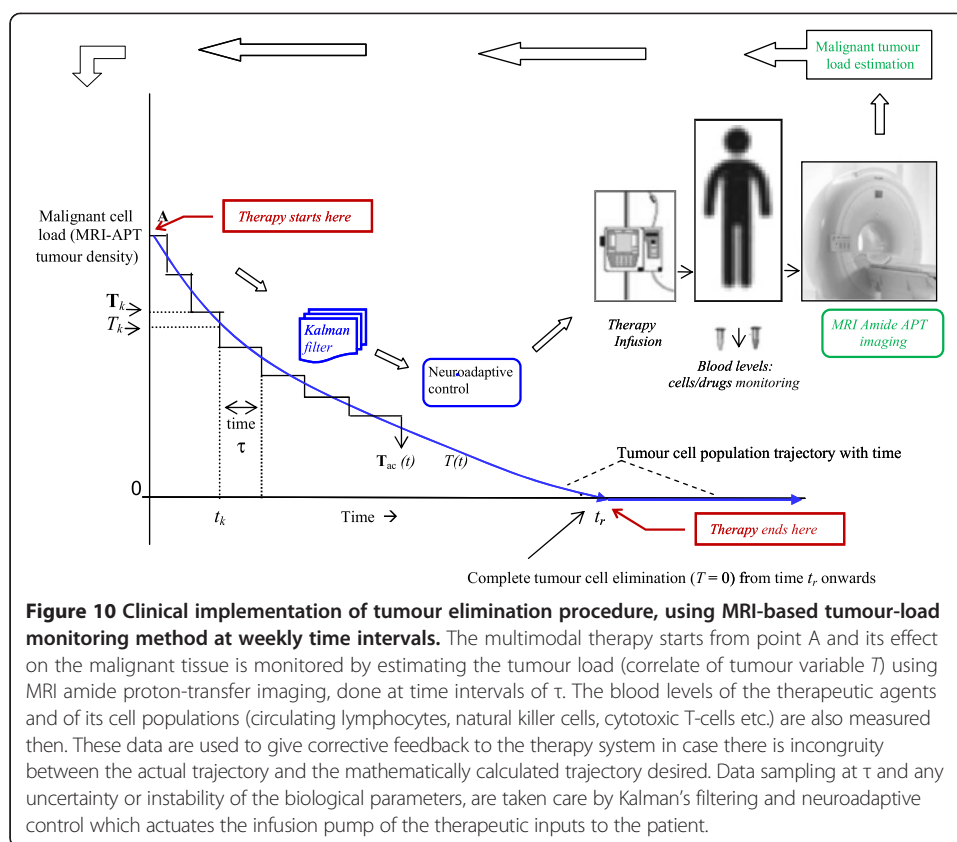 Malignant tumour
load estimation
A
Malignant cell
load (MRI-APT
tumour density)
Therapy starts here
T_k
T_k
Kalman
filter
Neuroadaptive
control
Therapy
Infusion
Blood levels:
cells/drugs monitoring
MRI Amide APT
imaging
time
τ
T_ac (t)
T(t)
Tumour cell population trajectory with time
0
t_k
Time →
t_r
Therapy ends here
Complete tumour cell elimination (T = 0) from time t_r onwards
Figure 10 Clinical implementation of tumour elimination procedure, using MRI-based tumour-load
monitoring method at weekly time intervals. The multimodal therapy starts from point A and its effect
on the malignant tissue is monitored by estimating the tumour load (correlate of tumour variable T) using
MRI amide proton-transfer imaging, done at time intervals of τ. The blood levels of the therapeutic agents
and of its cell populations (circulating lymphocytes, natural killer cells, cytotoxic T-cells etc.) are also measured
then. These data are used to give corrective feedback to the therapy system in case there is incongruity
between the actual trajectory and the mathematically calculated trajectory desired. Data sampling at τ and any
uncertainty or instability of the biological parameters, are taken care by Kalman's filtering and neuroadaptive
control which actuates the infusion pump of the therapeutic inputs to the patient.